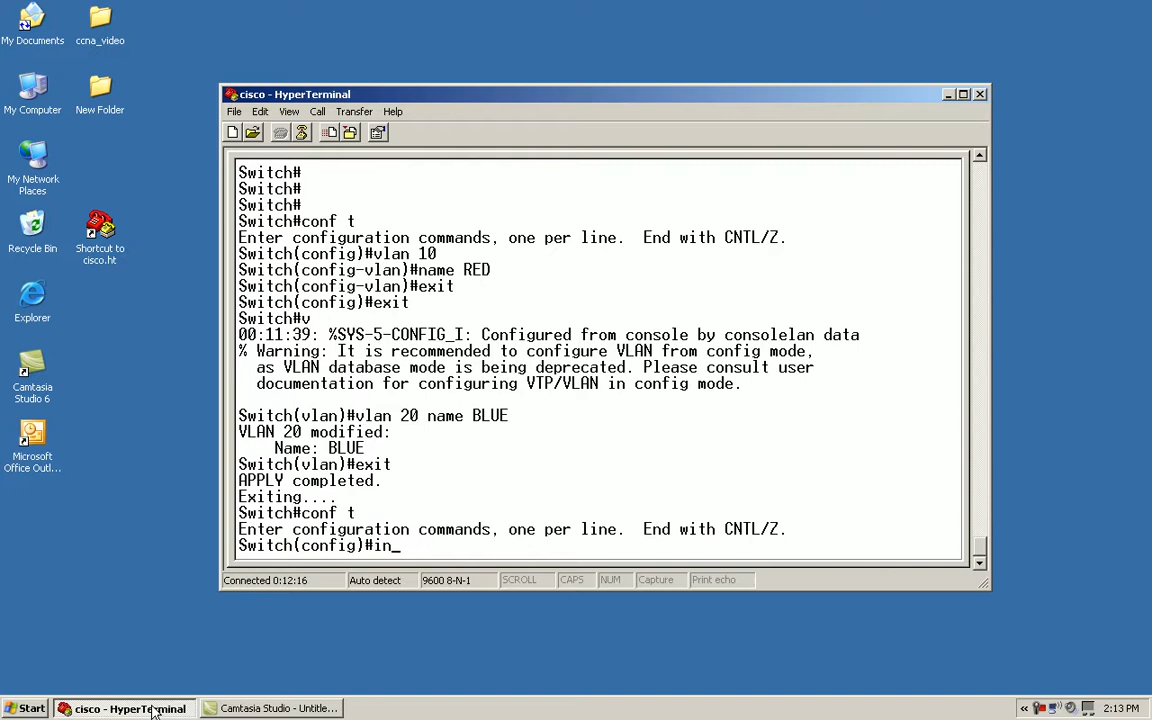 My Documents
ccna_video
My Computer
New Folder
My Network
Places
Recycle Bin
Shortcut to
cisco.ht
Explorer
Camtasia
Studio 6
Microsoft
Office Outl...
cisco - HyperTerminal
File Edit View Call Transfer Help
Switch#
Switch#
Switch#
Switch#conf t
Enter configuration commands, one per line.  End with CNTL/Z.
Switch(config)#vlan 10
Switch(config-vlan)#name RED
Switch(config-vlan)#exit
Switch(config)#exit
Switch#v
00:11:39: %SYS-5-CONFIG_I: Configured from console by consolelan data
% Warning: It is recommended to configure VLAN from config mode,
  as VLAN database mode is being deprecated. Please consult user
  documentation for configuring VTP/VLAN in config mode.
Switch(vlan)#vlan 20 name BLUE
VLAN 20 modified:
    Name: BLUE
Switch(vlan)#exit
APPLY completed.
Exiting....
Switch#conf t
Enter configuration commands, one per line.  End with CNTL/Z.
Switch(config)#in_
Connected 0:12:16 Auto detect 9600 8-N-1 SCROLL CAPS NUM Capture Print echo
Start cisco - HyperTerminal Camtasia Studio - Untitle... « 2:13 PM